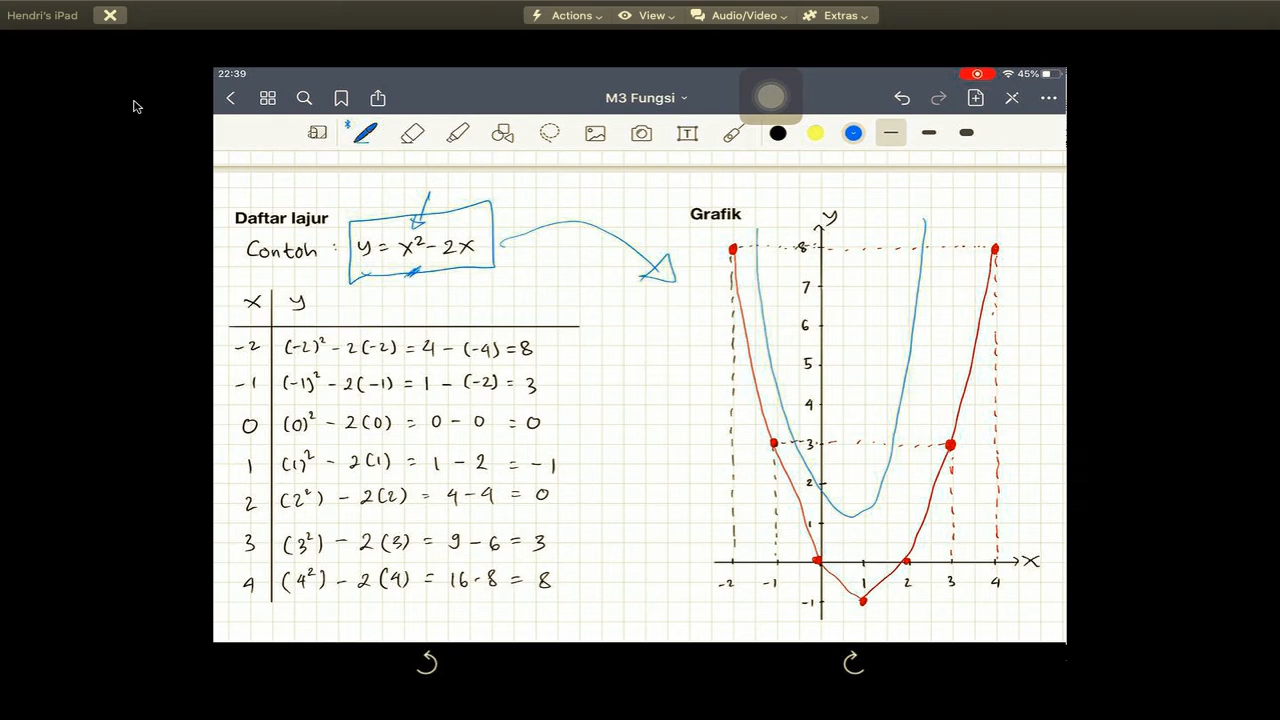 Hendri's iPad
Actions
View
Audio/Video
Extras
22:39
45%
M3 Fungsi
T
Daftar lajur
Contoh : y = x² - 2x
x y
-2 (-2)² - 2(-2) = 4 - (-4) = 8
-1 (-1)² - 2(-1) = 1 - (-2) = 3
0 (0)² - 2(0) = 0 - 0 = 0
1 (1)² - 2(1) = 1 - 2 = -1
2 (2²) - 2(2) = 4 - 4 = 0
3 (3²) - 2(3) = 9 - 6 = 3
4 (4²) - 2(4) = 16 - 8 = 8
Grafik
y
8
7
6
5
4
3
2
1
-2 -1 1 2 3 4 x
-1